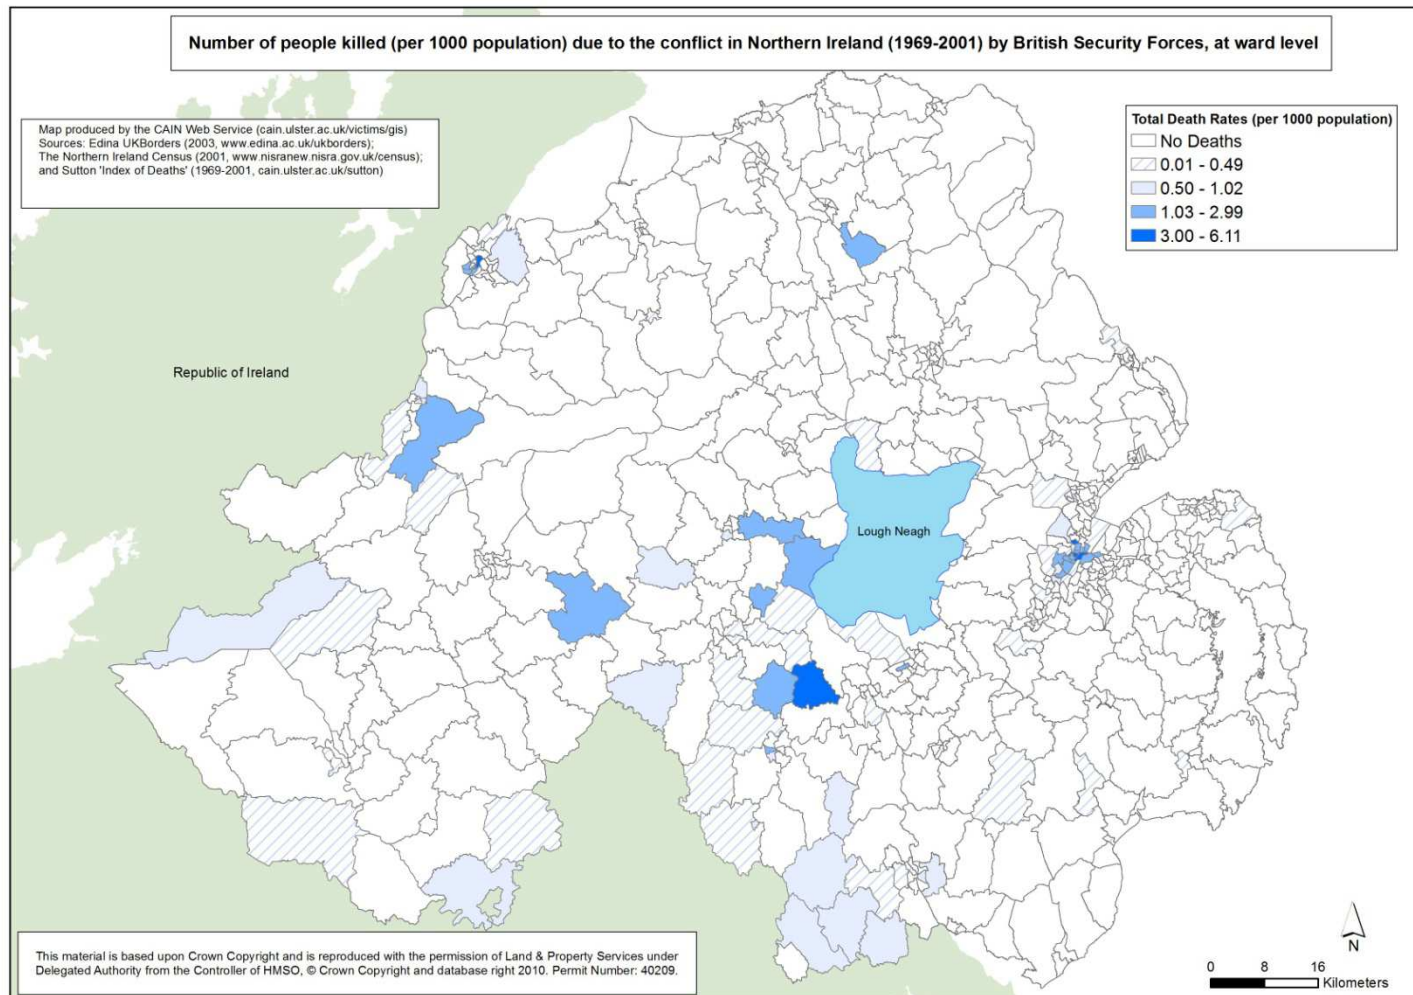 Number of people killed (per 1000 population) due to the conflict in Northern Ireland (1969-2001) by British Security Forces, at ward level
Map produced by the CAIN Web Service (cain.ulster.ac.uk/victims/gis)
Sources: Edina UKBorders (2003, www.edina.ac.uk/ukborders);
The Northern Ireland Census (2001, www.nisranew.nisra.gov.uk/census);
and Sutton 'Index of Deaths' (1969-2001, cain.ulster.ac.uk/sutton)
Total Death Rates (per 1000 population)
No Deaths
0.01 - 0.49
0.50 - 1.02
1.03 - 2.99
3.00 - 6.11
Republic of Ireland
Lough Neagh
This material is based upon Crown Copyright and is reproduced with the permission of Land & Property Services under
Delegated Authority from the Controller of HMSO, © Crown Copyright and database right 2010. Permit Number: 40209.
N
0 8 16
Kilometers